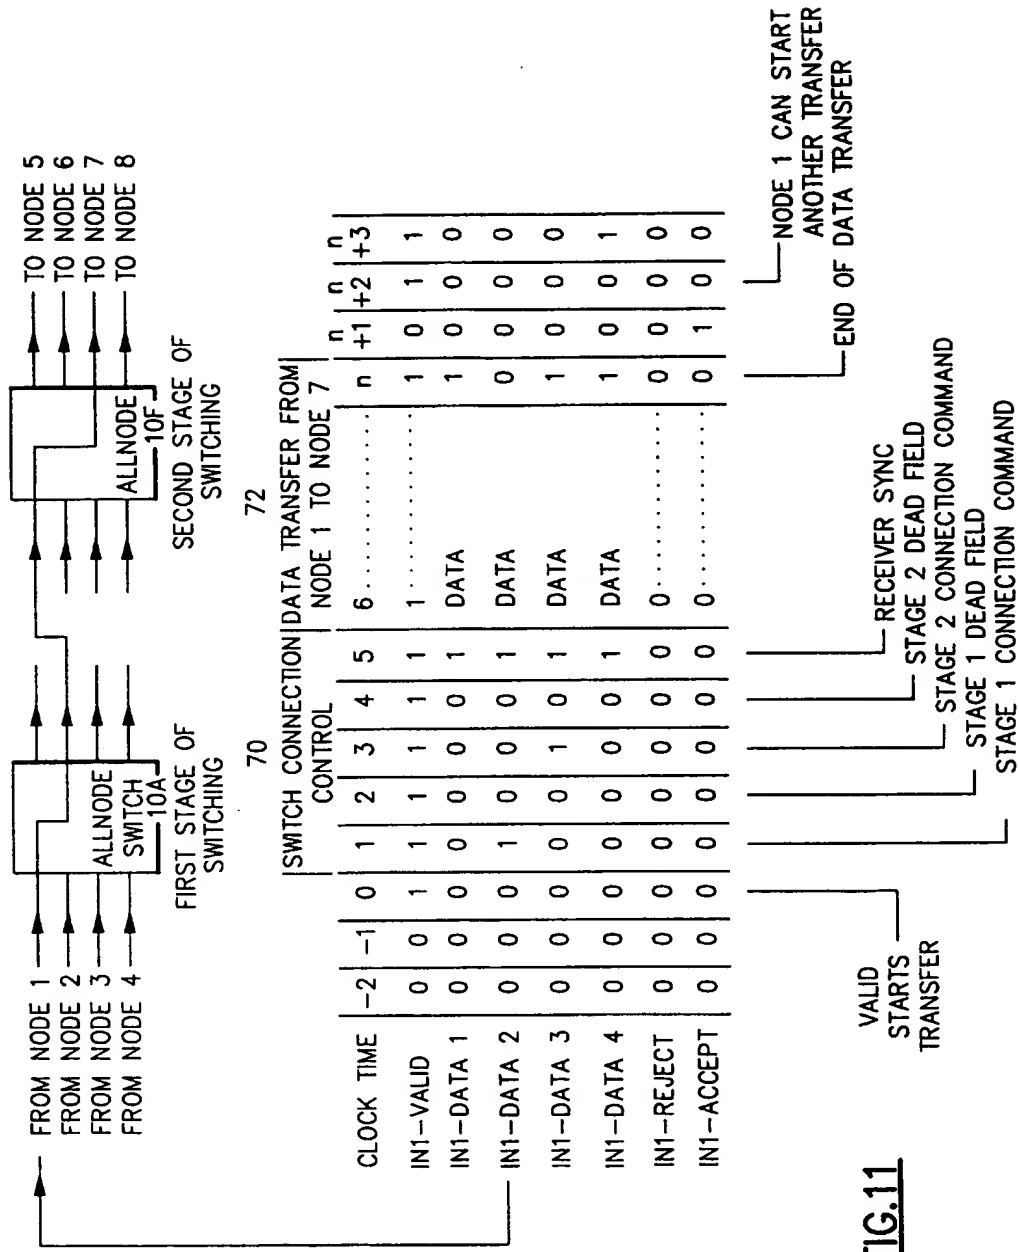 FROM NODE 1
FROM NODE 2
FROM NODE 3
FROM NODE 4
ALLNODE
SWITCH
10A
FIRST STAGE OF
SWITCHING
ALLNODE
10F
SECOND STAGE OF
SWITCHING
TO NODE 5
TO NODE 6
TO NODE 7
TO NODE 8
70
72
SWITCH CONNECTION
CONTROL
DATA TRANSFER FROM
NODE 1 TO NODE 7
CLOCK TIME -2 -1 0 1 2 3 4 5 6.......... n n+1 n+2 n+3
IN1-VALID 0 0 1 1 1 1 1 1 1.......... 1 0 1 1
IN1-DATA 1 0 0 0 0 0 0 0 1 DATA 1 0 0 0
IN1-DATA 2 0 0 0 1 0 0 0 1 DATA 0 0 0 0
IN1-DATA 3 0 0 0 0 0 1 0 1 DATA 1 0 0 0
IN1-DATA 4 0 0 0 0 0 0 0 1 DATA 1 0 0 1
IN1-REJECT 0 0 0 0 0 0 0 0 0.......... 0 0 0 0
IN1-ACCEPT 0 0 0 0 0 0 0 0 0.......... 0 1 0 0
VALID
STARTS
TRANSFER
RECEIVER SYNC
STAGE 2 DEAD FIELD
STAGE 2 CONNECTION COMMAND
STAGE 1 DEAD FIELD
STAGE 1 CONNECTION COMMAND
NODE 1 CAN START
ANOTHER TRANSFER
END OF DATA TRANSFER
FIG.11